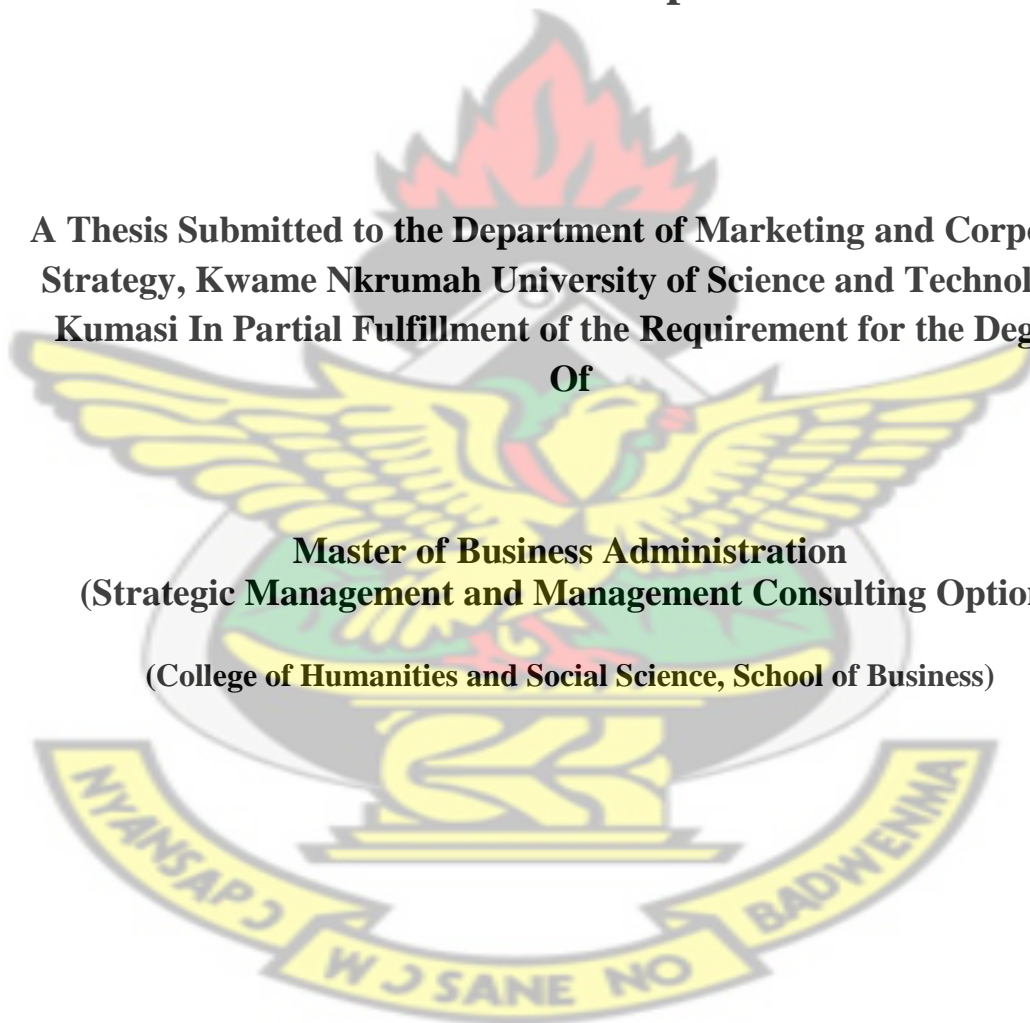 A Thesis Submitted to the Department of Marketing and Corp
Strategy, Kwame Nkrumah University of Science and Technol
Kumasi In Partial Fulfillment of the Requirement for the Deg
Of
Master of Business Administration
(Strategic Management and Management Consulting Option
(College of Humanities and Social Science, School of Business)
NYANSAPƆ
WƆSANE NO
BADWENMA